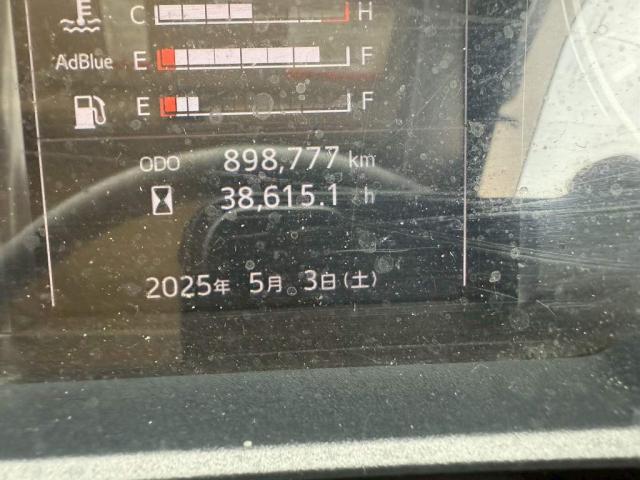 C H
AdBlue E F
E F
ODO 898,777 km
38,615.1 h
2025年 5月 3日(土)